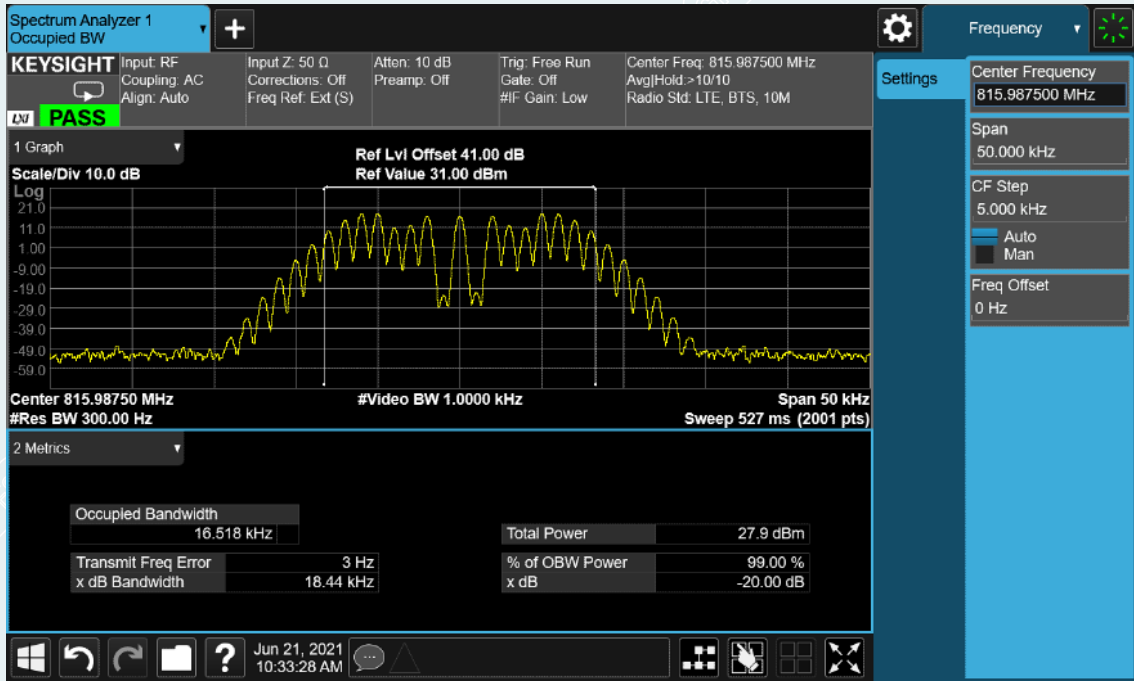 Spectrum Analyzer 1
Occupied BW
Frequency
KEYSIGHT
Input: RF
Coupling: AC
Align: Auto
Input Z: 50 Ω
Corrections: Off
Freq Ref: Ext (S)
Atten: 10 dB
Preamp: Off
Trig: Free Run
Gate: Off
#IF Gain: Low
Center Freq: 815.987500 MHz
Avg|Hold:>10/10
Radio Std: LTE, BTS, 10M
LXI
PASS
Settings
Center Frequency
815.987500 MHz
Span
50.000 kHz
CF Step
5.000 kHz
Auto
Man
Freq Offset
0 Hz
1 Graph
Scale/Div 10.0 dB
Ref Lvl Offset 41.00 dB
Ref Value 31.00 dBm
Log
21.0
11.0
1.00
-9.00
-19.0
-29.0
-39.0
-49.0
-59.0
Center 815.98750 MHz
#Video BW 1.0000 kHz
Span 50 kHz
#Res BW 300.00 Hz
Sweep 527 ms (2001 pts)
2 Metrics
Occupied Bandwidth
16.518 kHz
Total Power 27.9 dBm
Transmit Freq Error 3 Hz
% of OBW Power 99.00 %
x dB Bandwidth 18.44 kHz
x dB -20.00 dB
Jun 21, 2021
10:33:28 AM